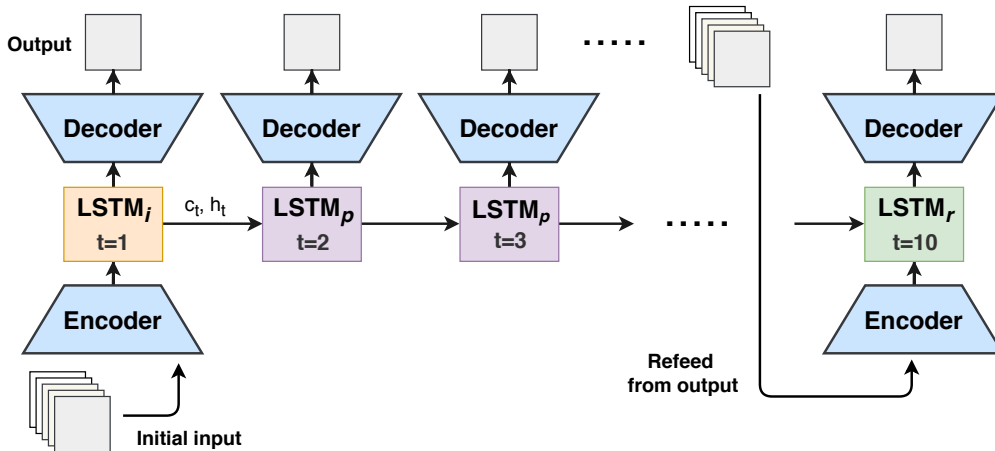 Output
Decoder
Decoder
Decoder
Decoder
LSTMi
t=1
ct, ht
LSTMp
t=2
LSTMp
t=3
.....
.....
LSTMr
t=10
Encoder
Encoder
Refeed
from output
Initial input